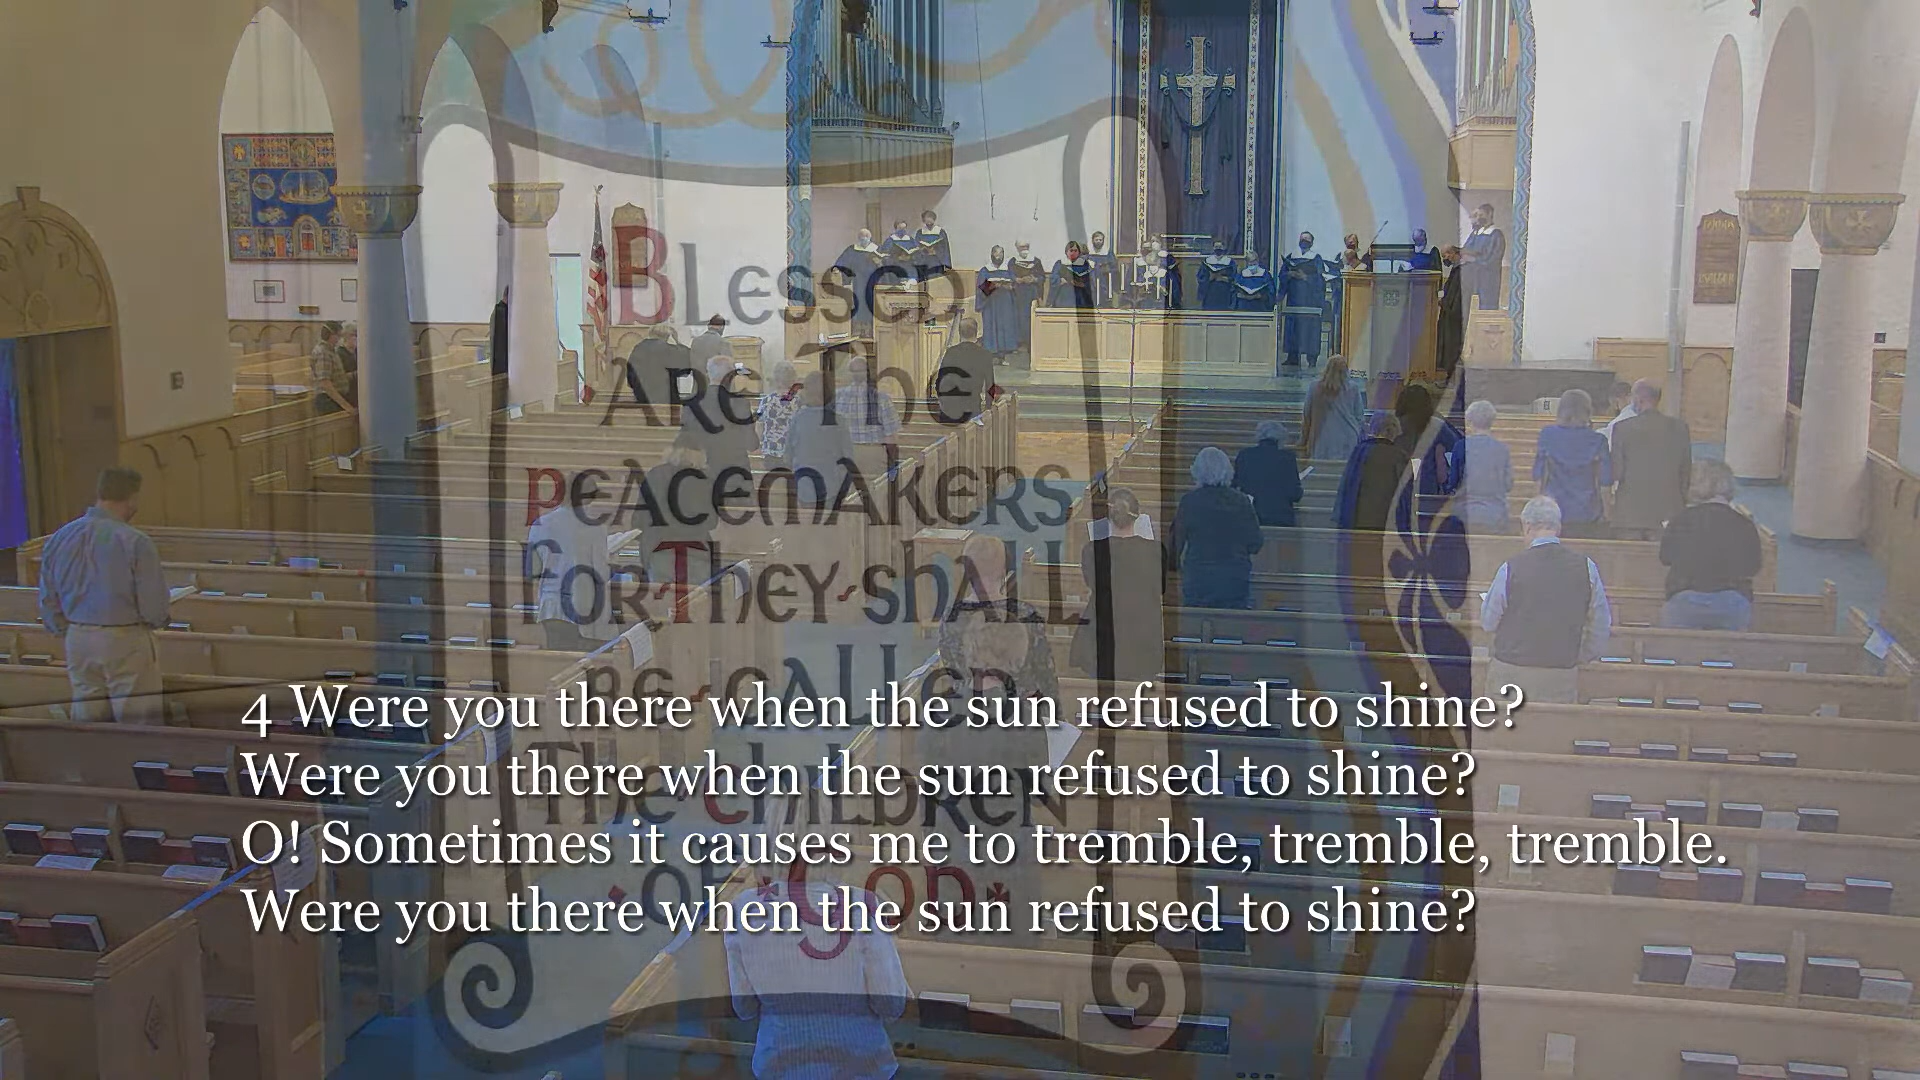 BLessed
ARE The
PEACEMAKERS
FOR They shall
BE CALLED
The children
OF God
4 Were you there when the sun refused to shine?
Were you there when the sun refused to shine?
O! Sometimes it causes me to tremble, tremble, tremble.
Were you there when the sun refused to shine?